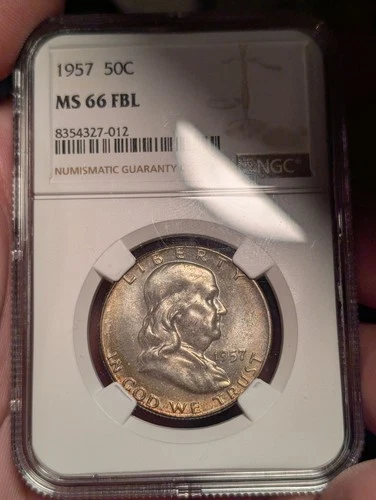 1957 50C
MS 66 FBL
8354327-012
NUMISMATIC GUARANTY
NGC
LIBERTY
1957
IN GOD WE TRUST